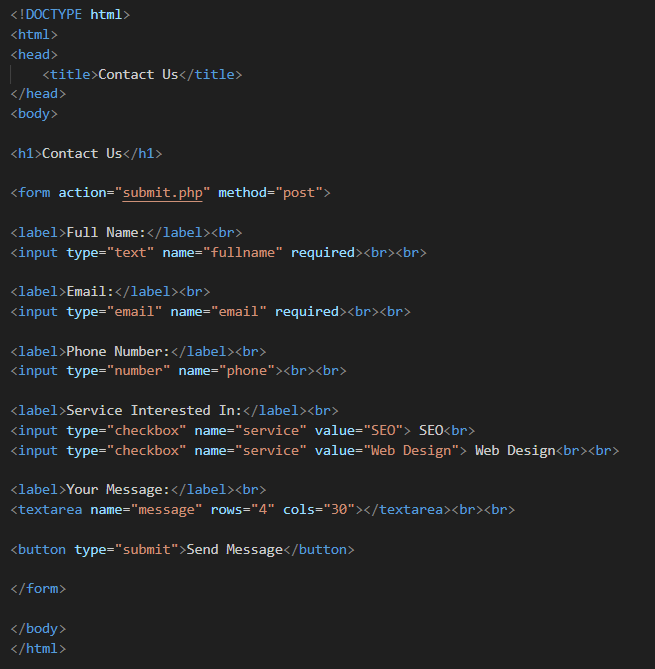 <!DOCTYPE html>
<html>
<head>
    <title>Contact Us</title>
</head>
<body>

<h1>Contact Us</h1>

<form action="submit.php" method="post">

<label>Full Name:</label><br>
<input type="text" name="fullname" required><br><br>

<label>Email:</label><br>
<input type="email" name="email" required><br><br>

<label>Phone Number:</label><br>
<input type="number" name="phone"><br><br>

<label>Service Interested In:</label><br>
<input type="checkbox" name="service" value="SEO"> SEO<br>
<input type="checkbox" name="service" value="Web Design"> Web Design<br><br>

<label>Your Message:</label><br>
<textarea name="message" rows="4" cols="30"></textarea><br><br>

<button type="submit">Send Message</button>

</form>

</body>
</html>